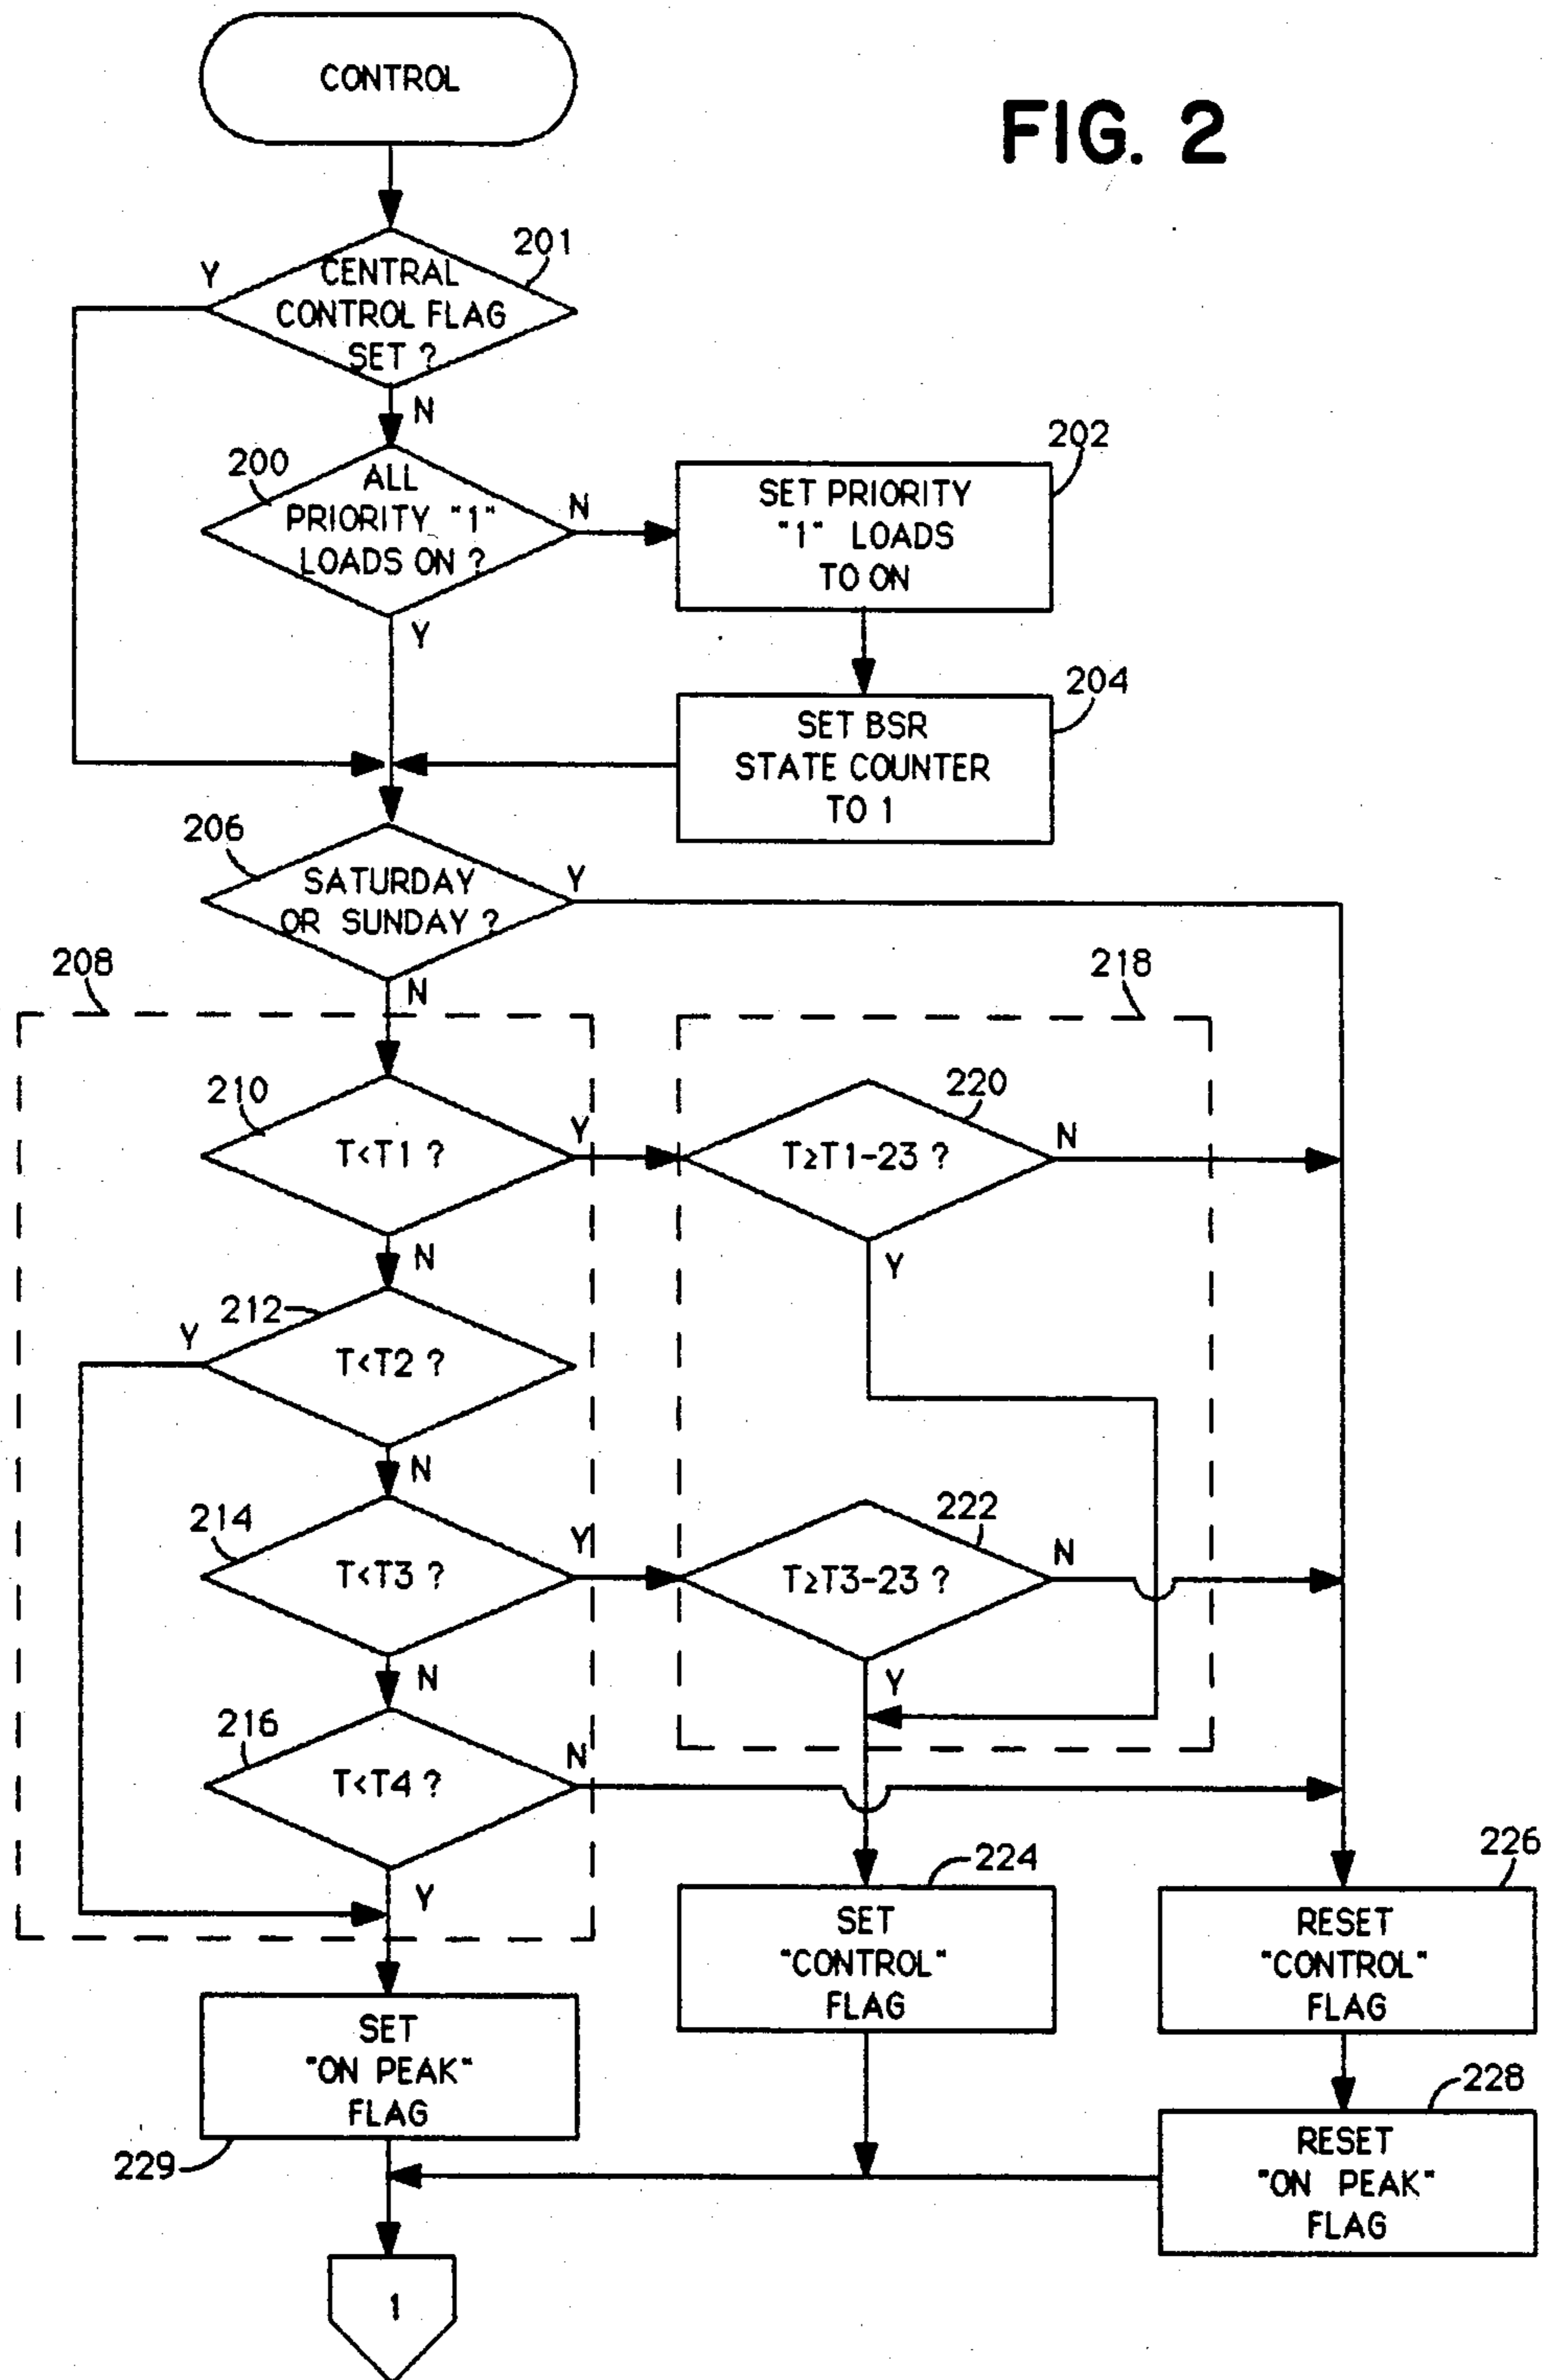 CONTROL
FIG. 2
201
Y
CENTRAL
CONTROL FLAG
SET ?
N
200
ALL
PRIORITY "1"
LOADS ON ?
N
202
SET PRIORITY
"1" LOADS
TO ON
Y
204
SET BSR
STATE COUNTER
TO 1
206
SATURDAY
OR SUNDAY ?
Y
N
208
218
210
T<T1 ?
Y
220
T≥T1-23 ?
N
N
Y
212
Y
T<T2 ?
N
214
T<T3 ?
Y
222
T≥T3-23 ?
N
N
Y
216
T<T4 ?
N
Y
224
SET
"CONTROL"
FLAG
226
RESET
"CONTROL"
FLAG
SET
"ON PEAK"
FLAG
229
228
RESET
"ON PEAK"
FLAG
1